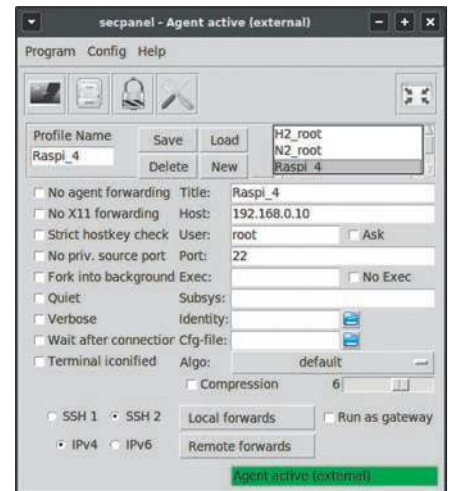 secpanel - Agent active (external)
Program Config Help
Profile Name Save Load H2_root
N2_root
Raspi_4 Delete New Raspi_4
No agent forwarding Title: Raspi_4
No X11 forwarding Host: 192.168.0.10
Strict hostkey check User: root Ask
No priv. source port Port: 22
Fork into background Exec: No Exec
Quiet Subsys:
Verbose Identity:
Wait after connection Cfg-file:
Terminal iconified Algo: default
Compression 6
SSH 1 SSH 2 Local forwards Run as gateway
IPv4 IPv6 Remote forwards
Agent active (external)